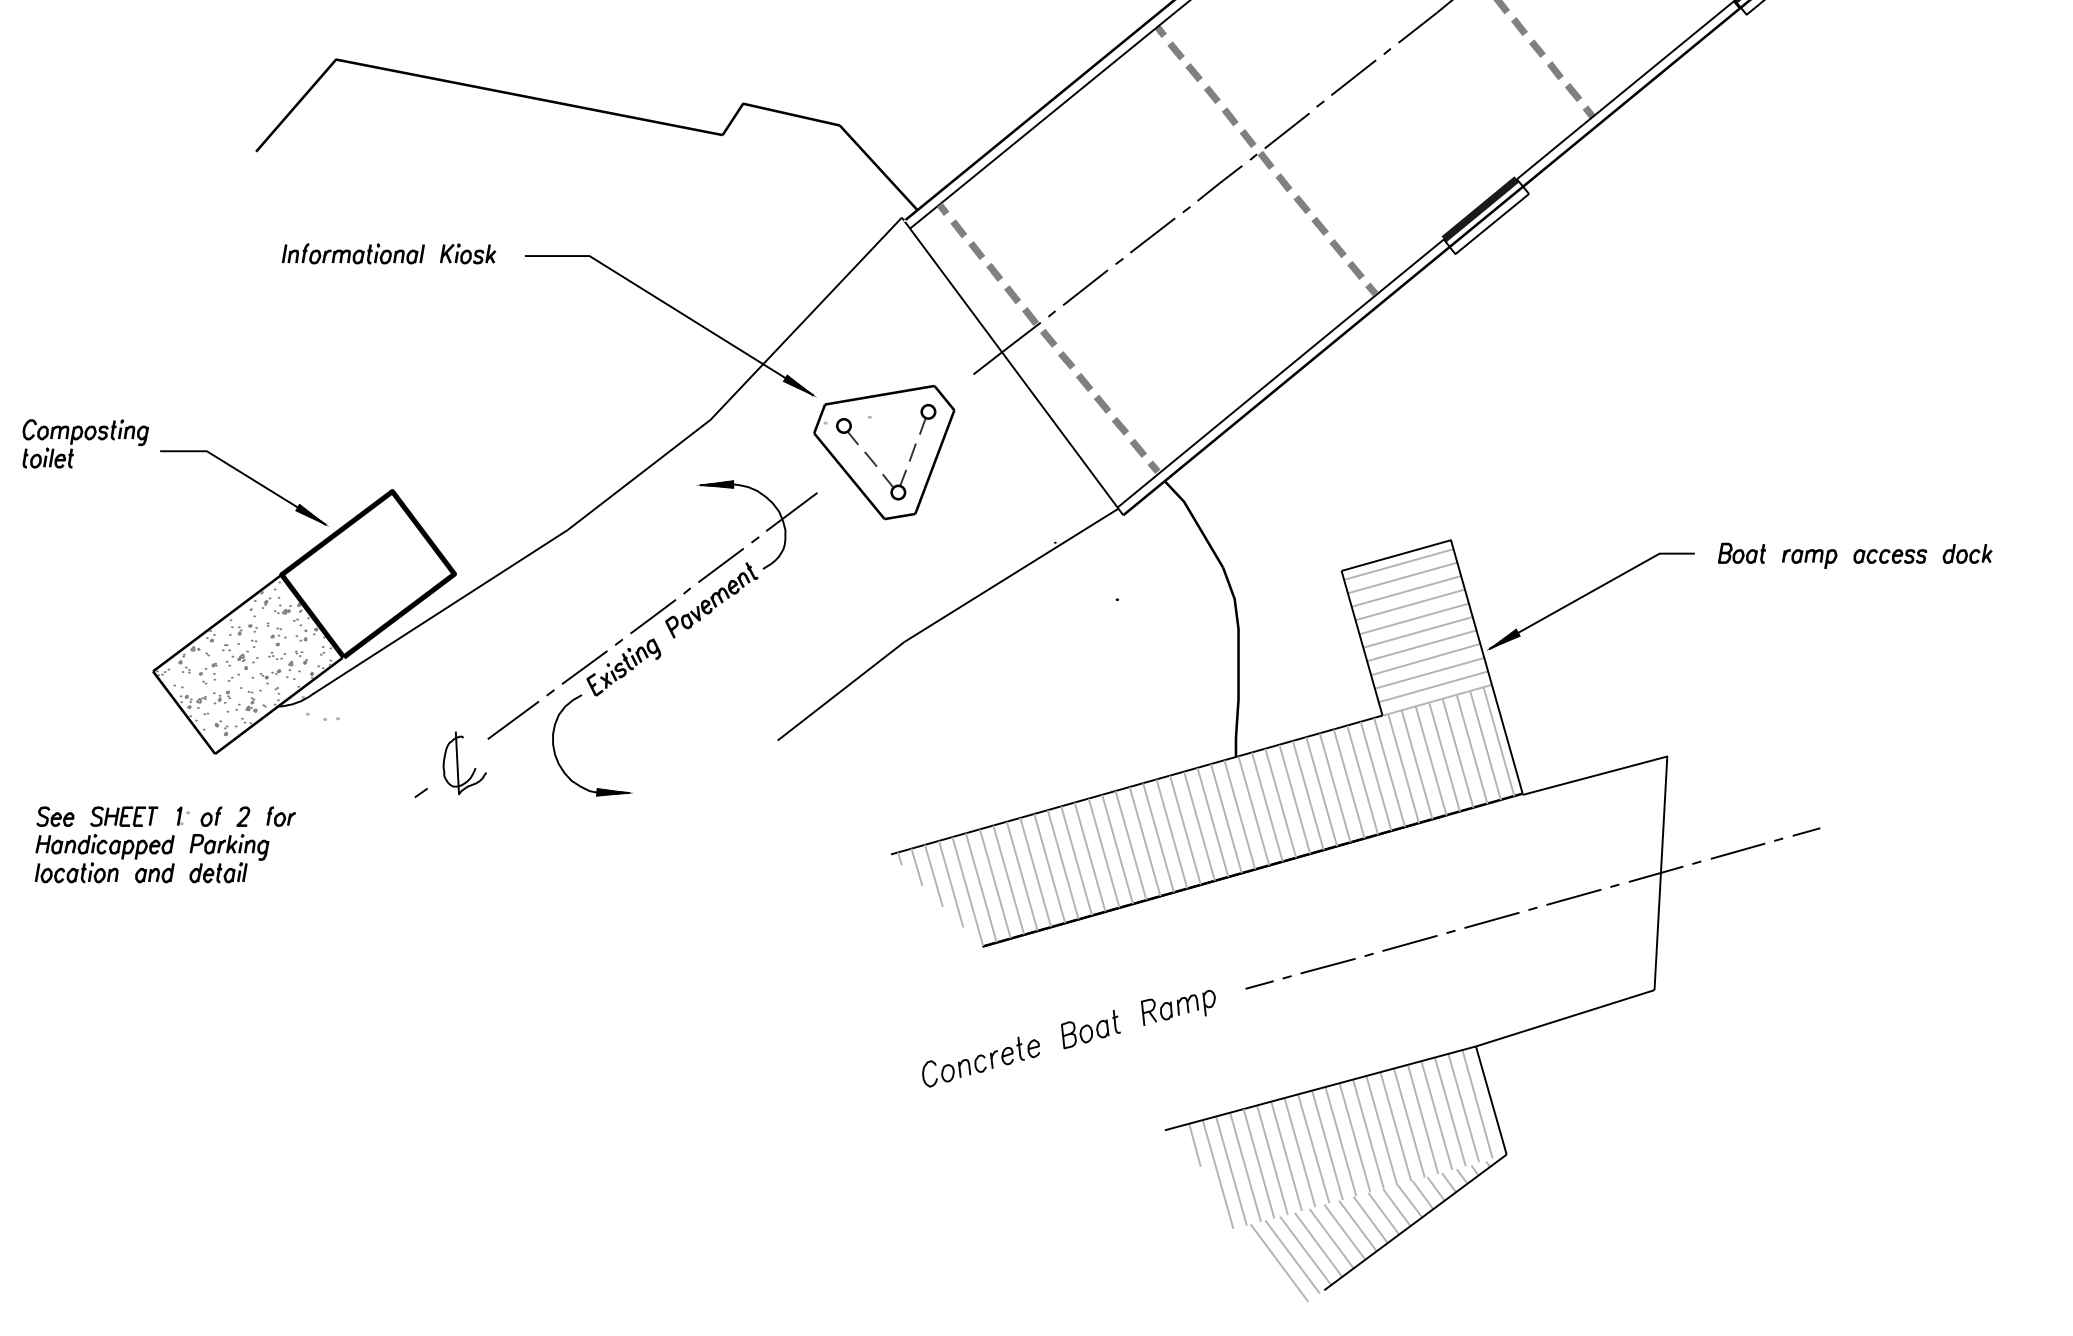 Informational Kiosk
Composting
toilet
Existing Pavement
Boat ramp access dock
See SHEET 1 of 2 for
Handicapped Parking
location and detail
Concrete Boat Ramp